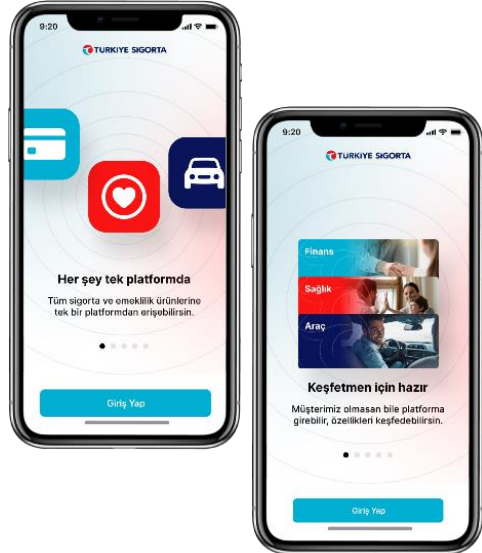 9:20
TÜRKİYE SİGORTA
Her şey tek platformda
Tüm sigorta ve emeklilik ürünlerine
tek bir platformdan erişebilirsin.
Giriş Yap
9:20
TÜRKİYE SİGORTA
Finans
Sağlık
Araç
Keşfetmen için hazır
Müşterimiz olmasan bile platforma
girebilir, özellikleri keşfedebilirsin.
Giriş Yap